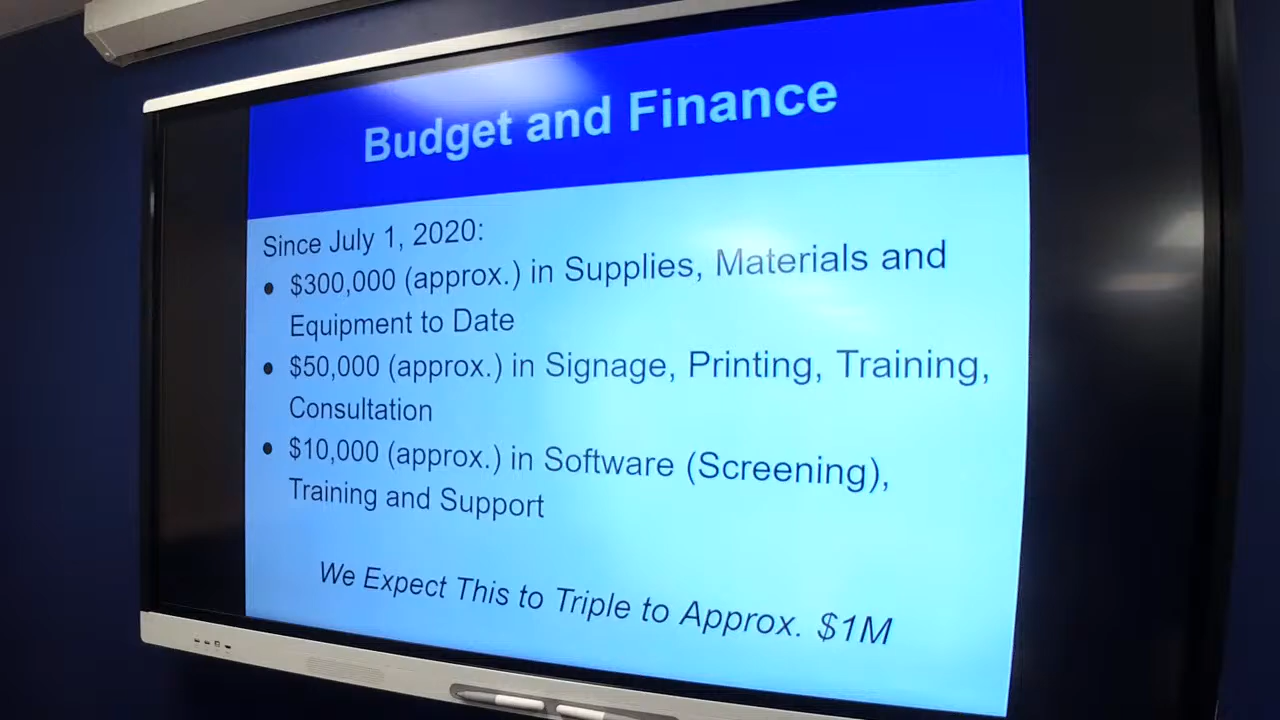 Budget and Finance
Since July 1, 2020:
• $300,000 (approx.) in Supplies, Materials and
Equipment to Date
• $50,000 (approx.) in Signage, Printing, Training,
Consultation
• $10,000 (approx.) in Software (Screening),
Training and Support
We Expect This to Triple to Approx. $1M